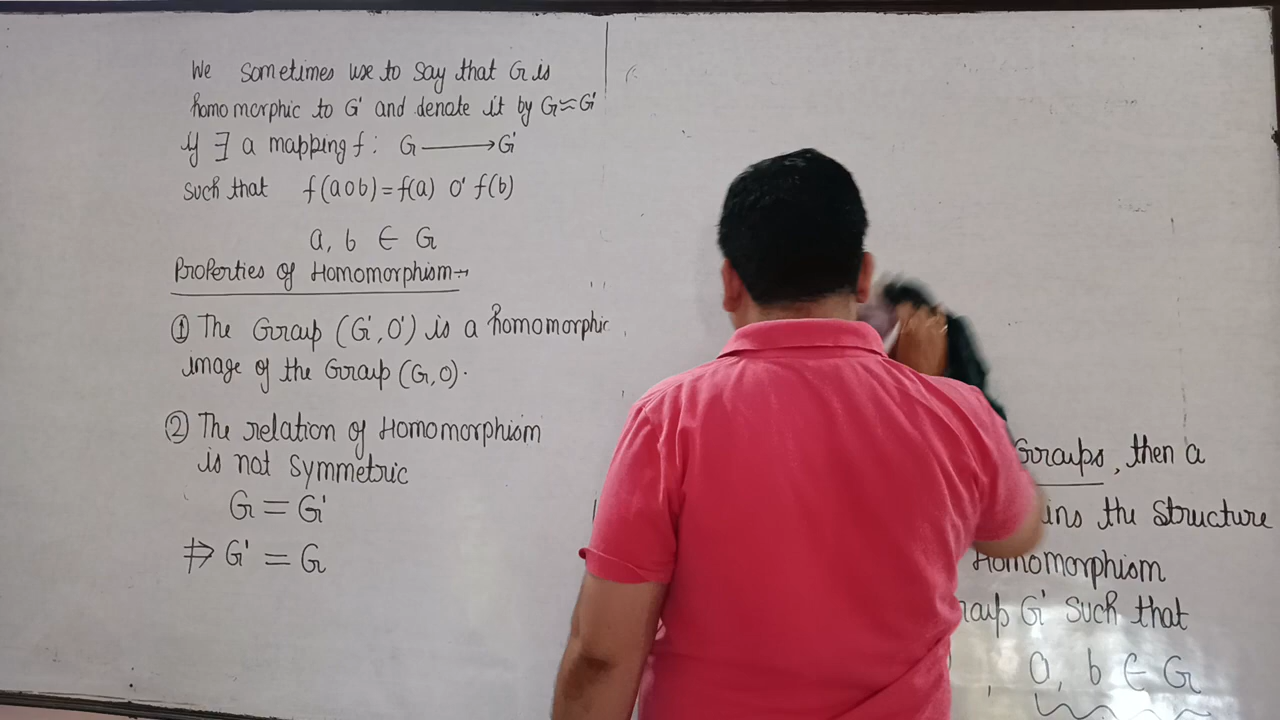 We sometimes use to say that G is
homomorphic to G' and denote it by G≈G'
if ∃ a mapping f: G ⟶ G'
such that f(aob) = f(a) o' f(b)
a, b ∈ G
Properties of Homomorphism→
① The Group (G', O') is a homomorphic
image of the Group (G, O).
② The relation of Homomorphism
is not symmetric
G = G'
⇏ G' = G
Groups, then a
the structure
Homomorphism
G' such that
a, b ∈ G